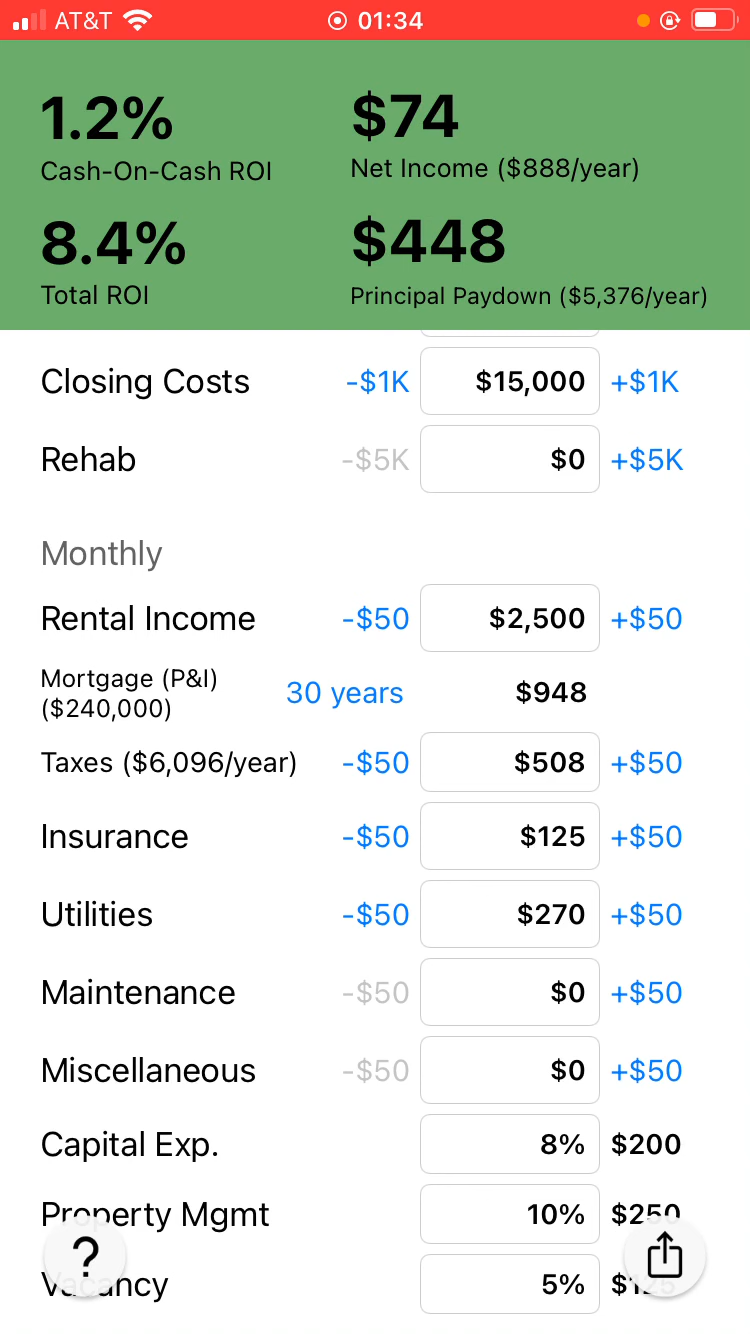 AT&T 01:34
1.2% $74
Cash-On-Cash ROI Net Income ($888/year)
8.4% $448
Total ROI Principal Paydown ($5,376/year)
Closing Costs -$1K $15,000 +$1K
Rehab -$5K $0 +$5K
Monthly
Rental Income -$50 $2,500 +$50
Mortgage (P&I)
($240,000) 30 years $948
Taxes ($6,096/year) -$50 $508 +$50
Insurance -$50 $125 +$50
Utilities -$50 $270 +$50
Maintenance -$50 $0 +$50
Miscellaneous -$50 $0 +$50
Capital Exp. 8% $200
Property Mgmt 10% $250
?
Vacancy 5% $125